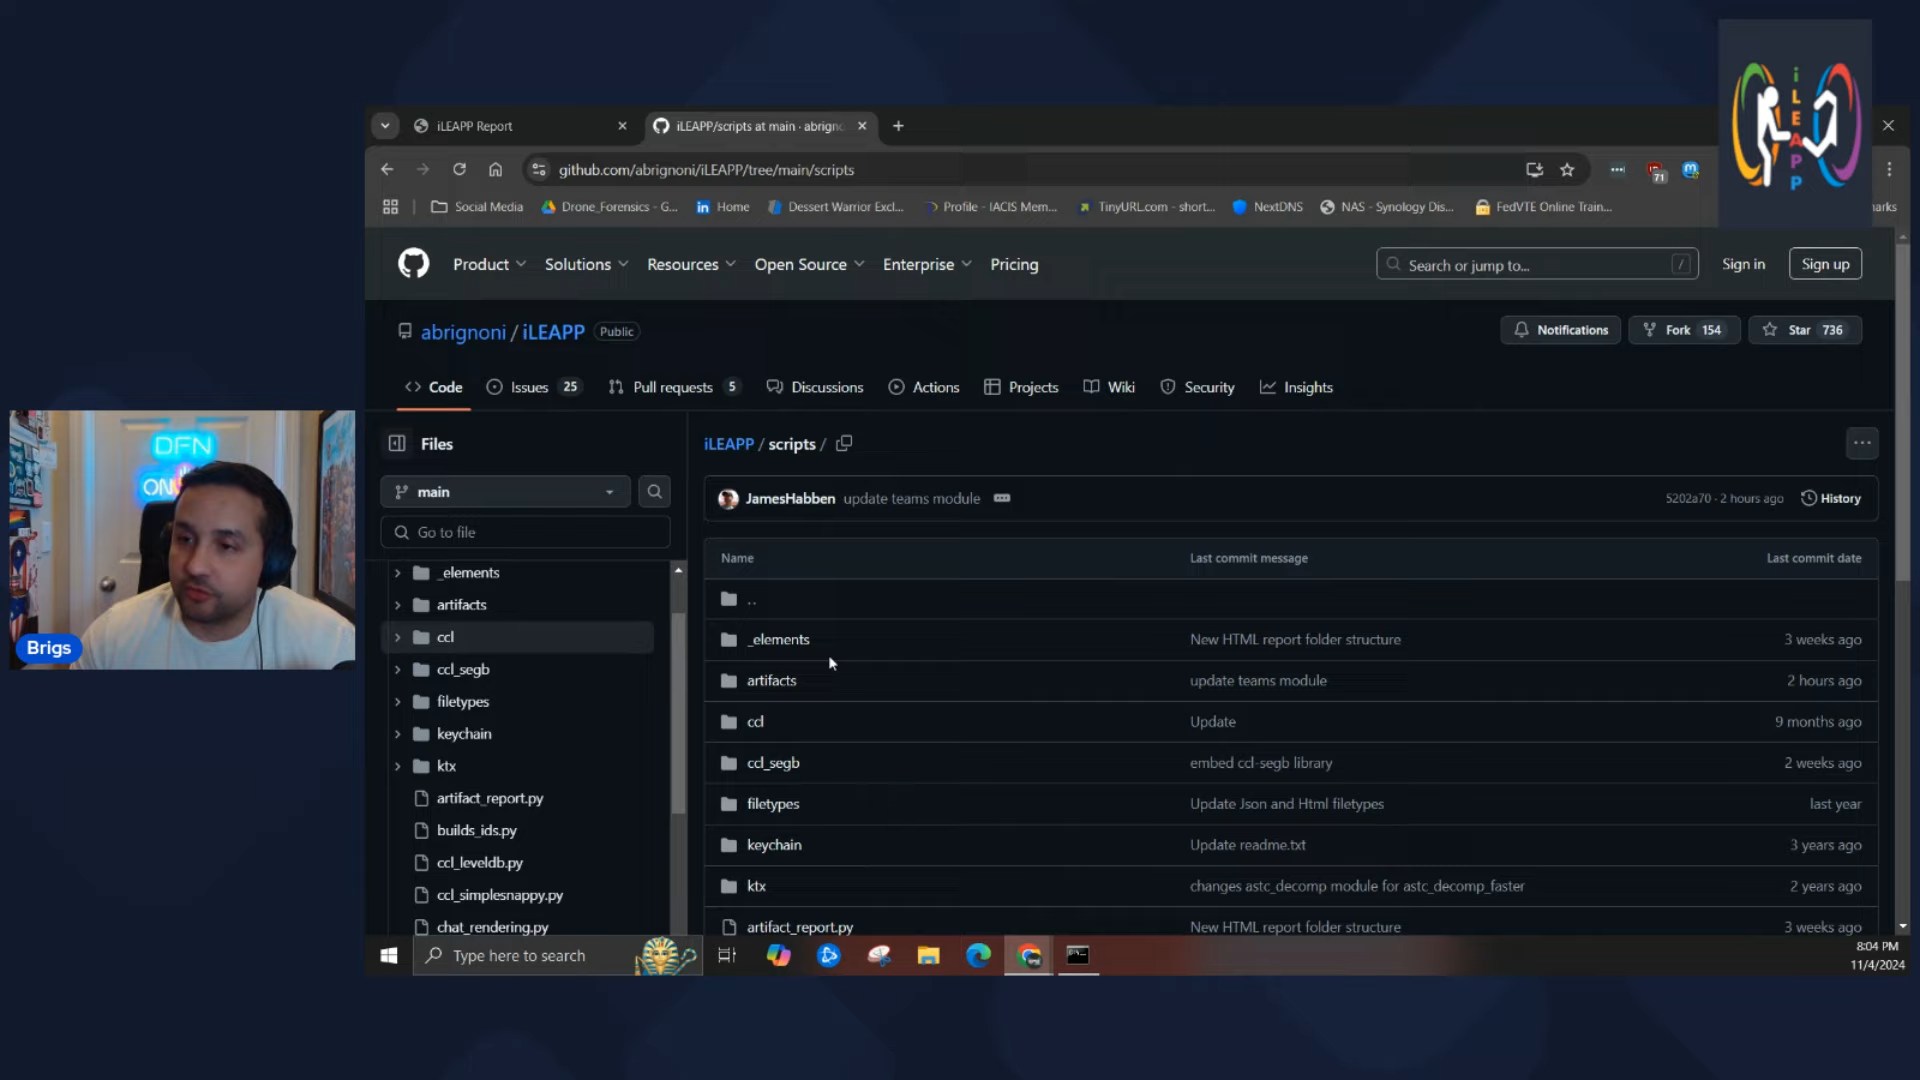 iLEAPP
iLEAPP Report
iLEAPP/scripts at main · abrigno
github.com/abrignoni/iLEAPP/tree/main/scripts
71
Social Media
Drone_Forensics - G...
Home
Dessert Warrior Excl...
Profile - IACIS Mem...
TinyURL.com - short...
NextDNS
NAS - Synology Dis...
FedVTE Online Train...
arks
Product
Solutions
Resources
Open Source
Enterprise
Pricing
Search or jump to...
/
Sign in
Sign up
abrignoni / iLEAPP
Public
Notifications
Fork 154
Star 736
Code
Issues 25
Pull requests 5
Discussions
Actions
Projects
Wiki
Security
Insights
Files
main
Go to file
_elements
artifacts
ccl
ccl_segb
filetypes
keychain
ktx
artifact_report.py
builds_ids.py
ccl_leveldb.py
ccl_simplesnappy.py
chat_rendering.py
iLEAPP / scripts /
JamesHabben update teams module
5202a70 · 2 hours ago
History
Name Last commit message Last commit date
..
_elements New HTML report folder structure 3 weeks ago
artifacts update teams module 2 hours ago
ccl Update 9 months ago
ccl_segb embed ccl-segb library 2 weeks ago
filetypes Update Json and Html filetypes last year
keychain Update readme.txt 3 years ago
ktx changes astc_decomp module for astc_decomp_faster 2 years ago
artifact_report.py New HTML report folder structure 3 weeks ago
DFN
ON
Brigs
Type here to search
8:04 PM
11/4/2024